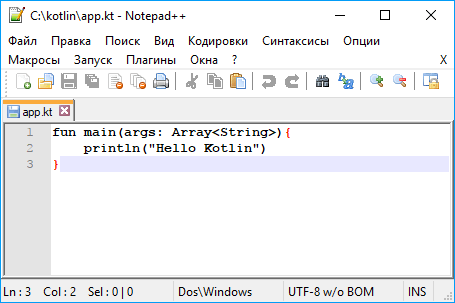 C:\kotlin\app.kt - Notepad++
Файл Правка Поиск Вид Кодировки Синтаксисы Опции
Макросы Запуск Плагины Окна ? X
app.kt
1 fun main(args: Array<String>){
2     println("Hello Kotlin")
3 }
Ln : 3 Col : 2 Sel : 0 | 0 Dos\Windows UTF-8 w/o BOM INS